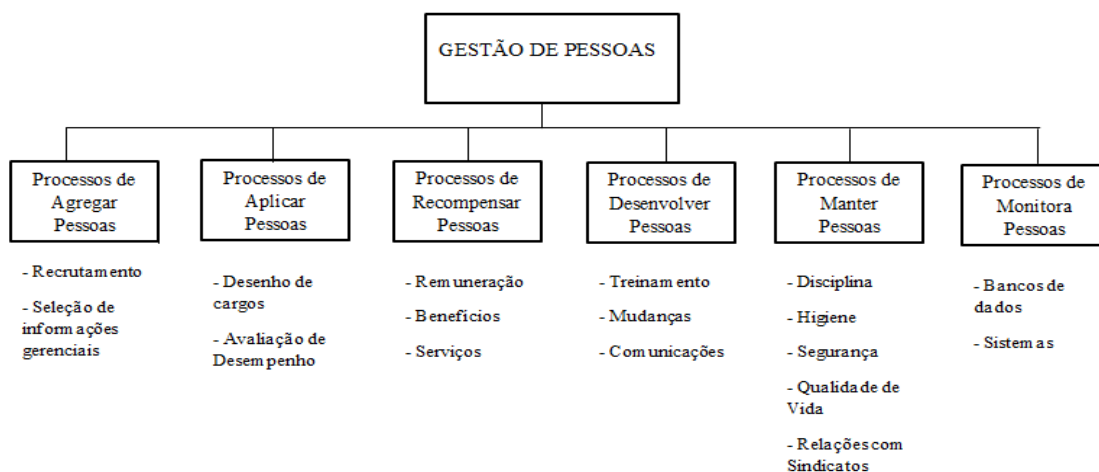 GESTÃO DE PESSOAS
Processos de
Agregar
Pessoas
- Recrutamento
- Seleção de
informações
gerenciais
Processos de
Aplicar
Pessoas
- Desenho de
cargos
- Avaliação de
Desempenho
Processos de
Recompensar
Pessoas
- Remuneração
- Benefícios
- Serviços
Processos de
Desenvolver
Pessoas
- Treinamento
- Mudanças
- Comunicações
Processos de
Manter
Pessoas
- Disciplina
- Higiene
- Segurança
- Qualidade de
Vida
- Relações com
Sindicatos
Processos de
Monitora
Pessoas
- Bancos de
dados
- Sistemas